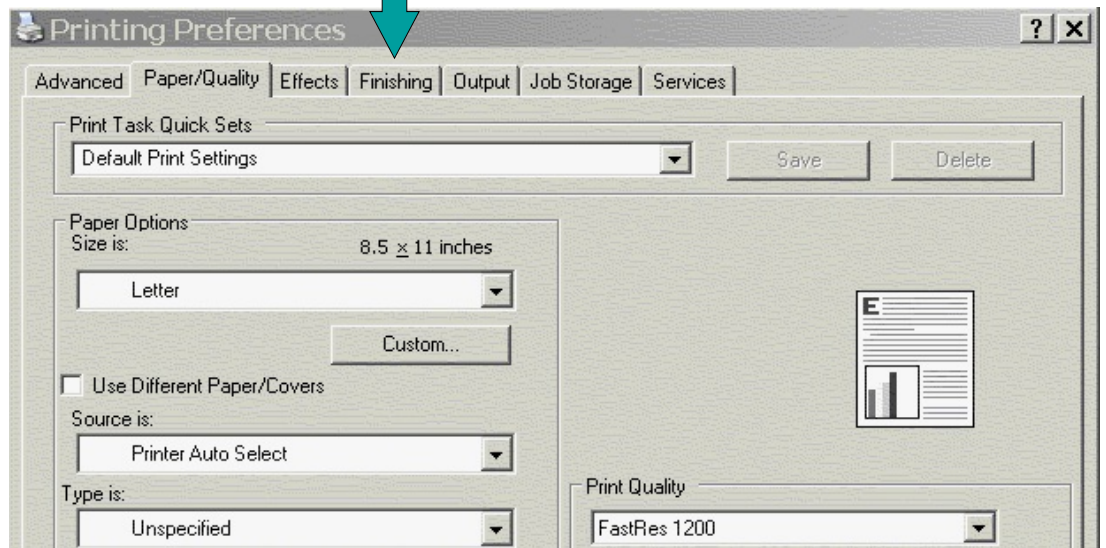 Printing Preferences
? X
Advanced Paper/Quality Effects Finishing Output Job Storage Services
Print Task Quick Sets
Default Print Settings
Save Delete
Paper Options
Size is: 8.5 x 11 inches
Letter
E
Custom...
Use Different Paper/Covers
Source is:
Printer Auto Select
Type is:
Unspecified
Print Quality
FastRes 1200